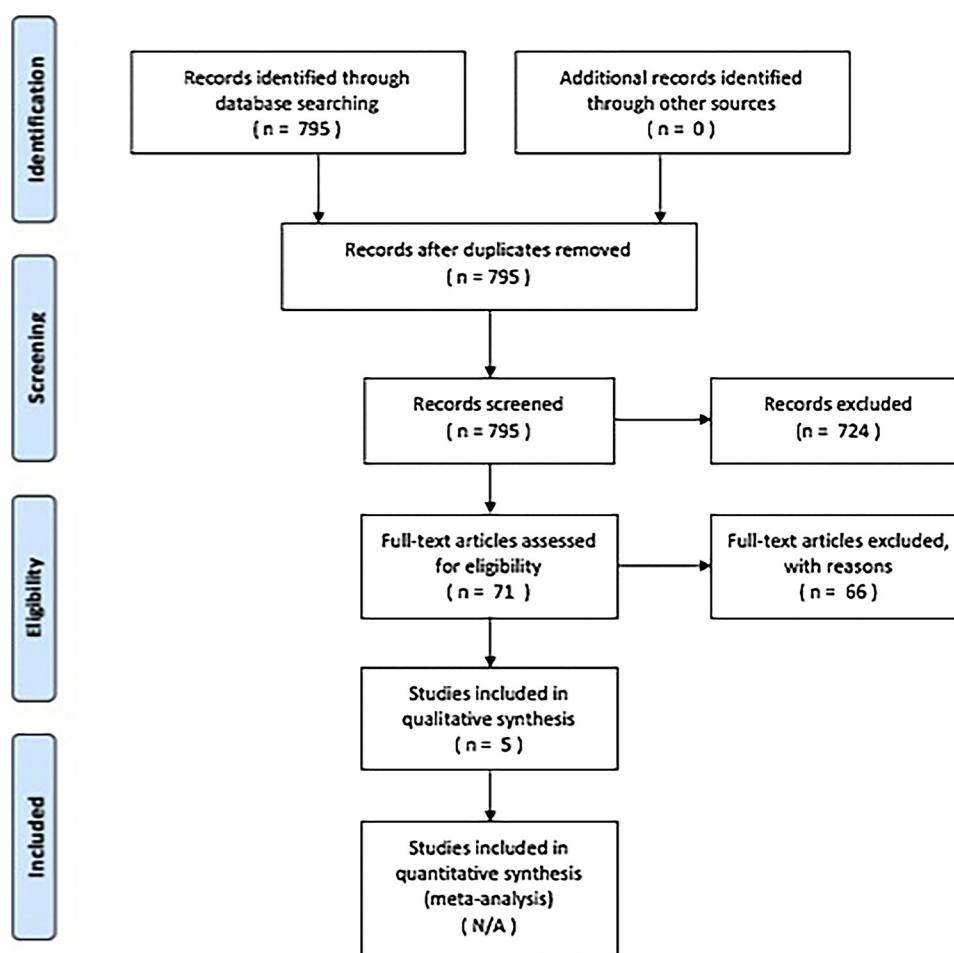 Identification
Records identified through
database searching
( n = 795)
Additional records identified
through other sources
( n = 0 )
Records after duplicates removed
( n = 795 )
Screening
Records screened
( n = 795)
Records excluded
(n = 724 )
Eligibility
Full-text articles assessed
for eligibility
( n = 71 )
Full-text articles excluded,
with reasons
( n = 66 )
Studies included in
qualitative synthesis
( n = 5 )
Included
Studies included in
quantitative synthesis
(meta-analysis)
( N/A )